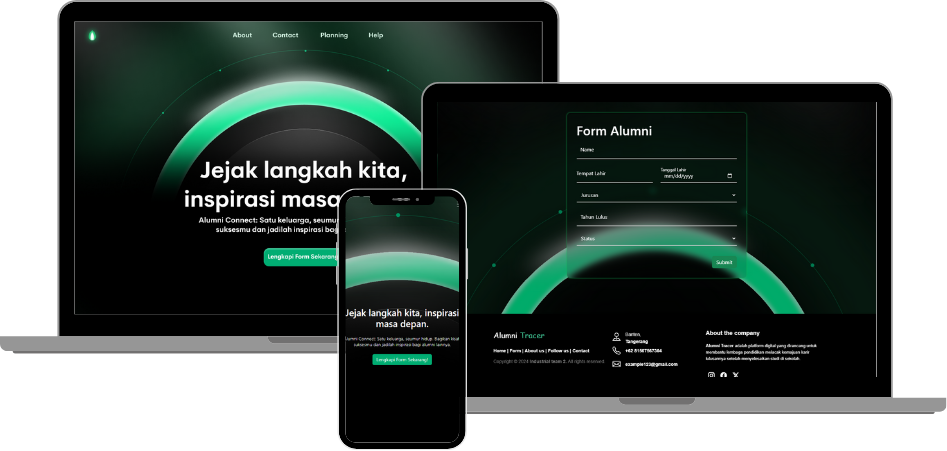 About Contact Planning Help
Jejak langkah kita,
inspirasi masa
Alumni Connect: Satu keluarga, seumur
suksesmu dan jadilah inspirasi bagi
Lengkapi Form Sekarang
Jejak langkah kita, inspirasi
masa depan.
Alumni Connect: Satu keluarga, seumur hidup. Bagikan kisah
suksesmu dan jadilah inspirasi bagi alumni lainnya.
Lengkapi Form Sekarang!
Form Alumni
Name
Tempat Lahir
Tanggal Lahir
mm/dd/yyyy
Jurusan
Tahun Lulus
Status
Submit
Alumni Tracer
Home | Form | About us | Follow us | Contact
Copyright © 2024 Industrial team 2. All rights reserved
Banten,
Tangerang
+62 81567567304
example123@gmail.com
About the company
Alumni Tracer adalah platform digital yang dirancang untuk
membantu lembaga pendidikan melacak kemajuan karir
lulusannya setelah menyelesaikan studi di sekolah.